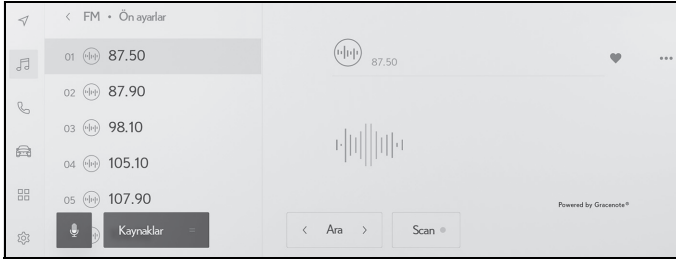 < FM • Ön ayarlar
01 87.50
02 87.90
03 98.10
04 105.10
05 107.90
Kaynaklar
87.50
Powered by Gracenote®
< Ara >
Scan